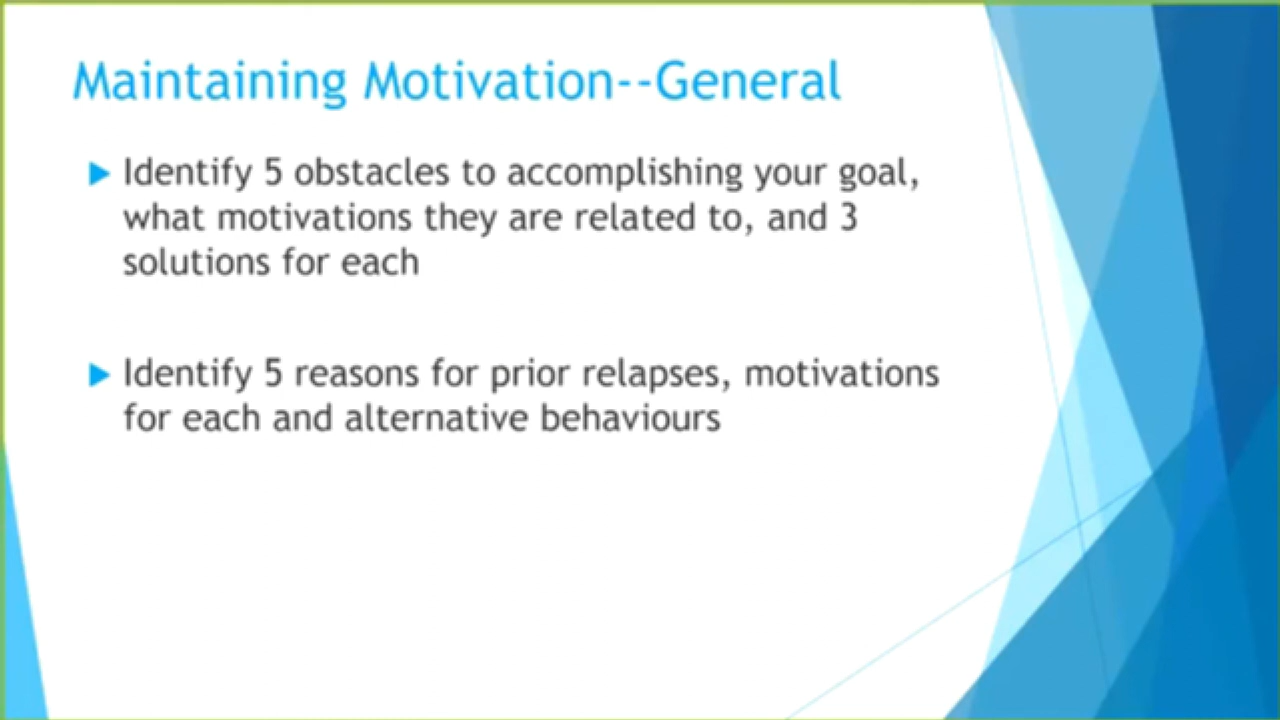 Maintaining Motivation--General
Identify 5 obstacles to accomplishing your goal,
what motivations they are related to, and 3
solutions for each
Identify 5 reasons for prior relapses, motivations
for each and alternative behaviours